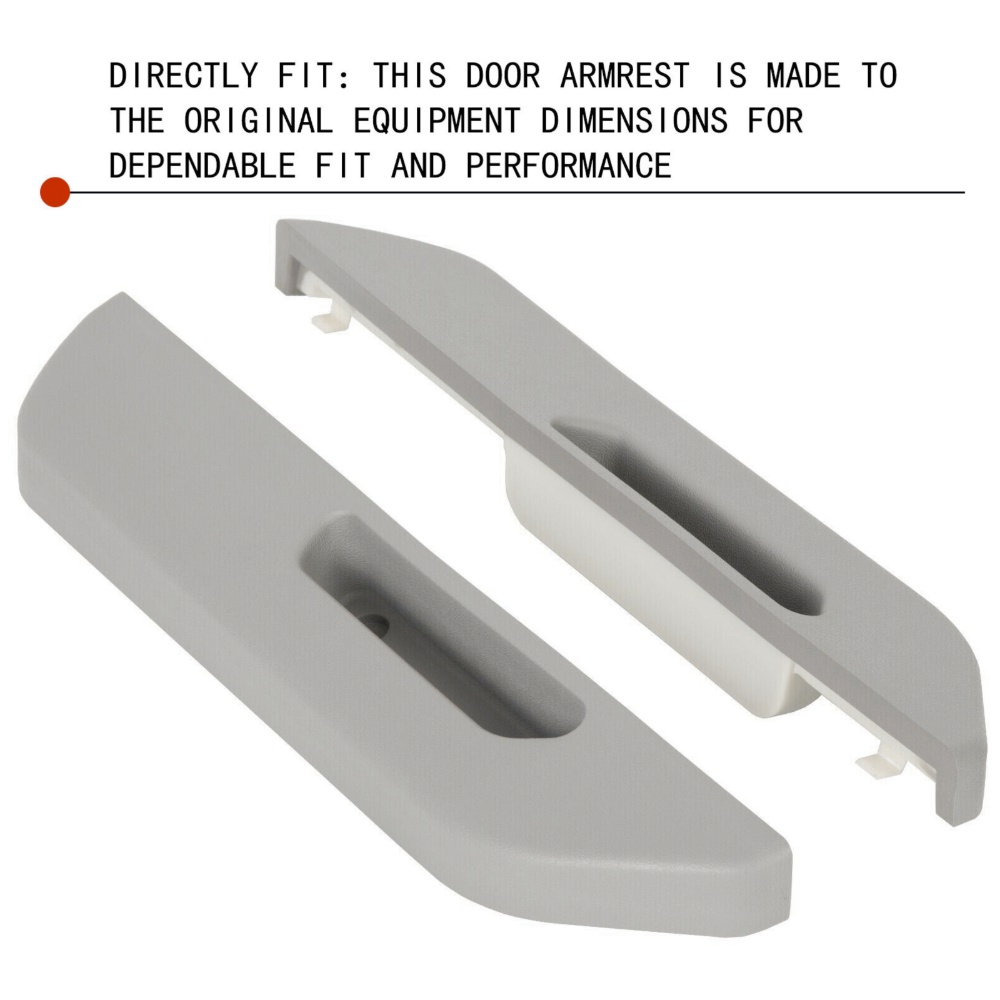 DIRECTLY FIT: THIS DOOR ARMREST IS MADE TO
THE ORIGINAL EQUIPMENT DIMENSIONS FOR
DEPENDABLE FIT AND PERFORMANCE